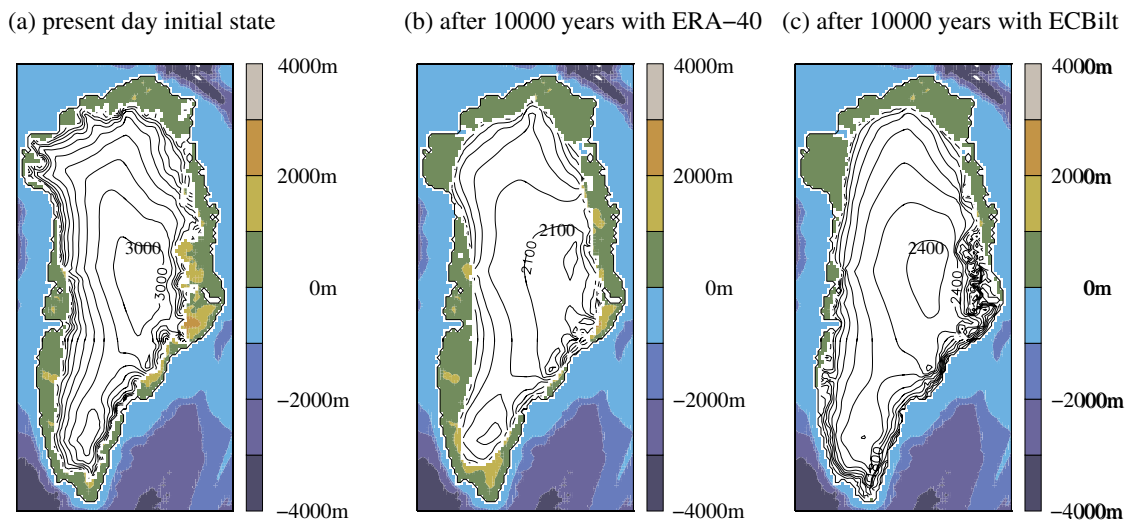 (a) present day initial state
(b) after 10000 years with ERA−40
(c) after 10000 years with ECBilt
4000m
2000m
0m
−2000m
−4000m
3000
3000
4000m
2000m
0m
−2000m
−4000m
2100
2100
4000m
2000m
0m
−2000m
−4000m
2400
2400